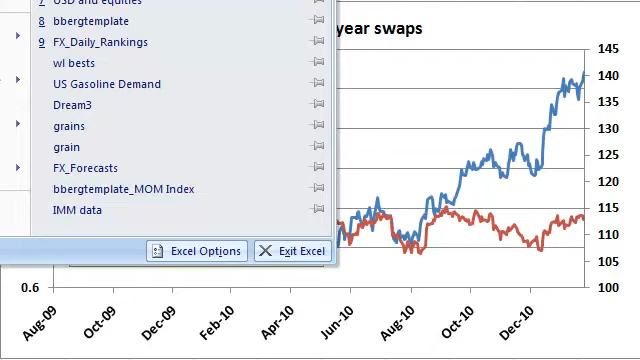 7 USD and equities
8 bbergtemplate
9 FX_Daily_Rankings
wl bests
US Gasoline Demand
Dream3
grains
grain
FX_Forecasts
bbergtemplate_MOM Index
IMM data
Excel Options
Exit Excel
year swaps
145
140
135
130
125
120
115
110
105
100
0.6
Aug-09
Oct-09
Dec-09
Feb-10
Apr-10
Jun-10
Aug-10
Oct-10
Dec-10